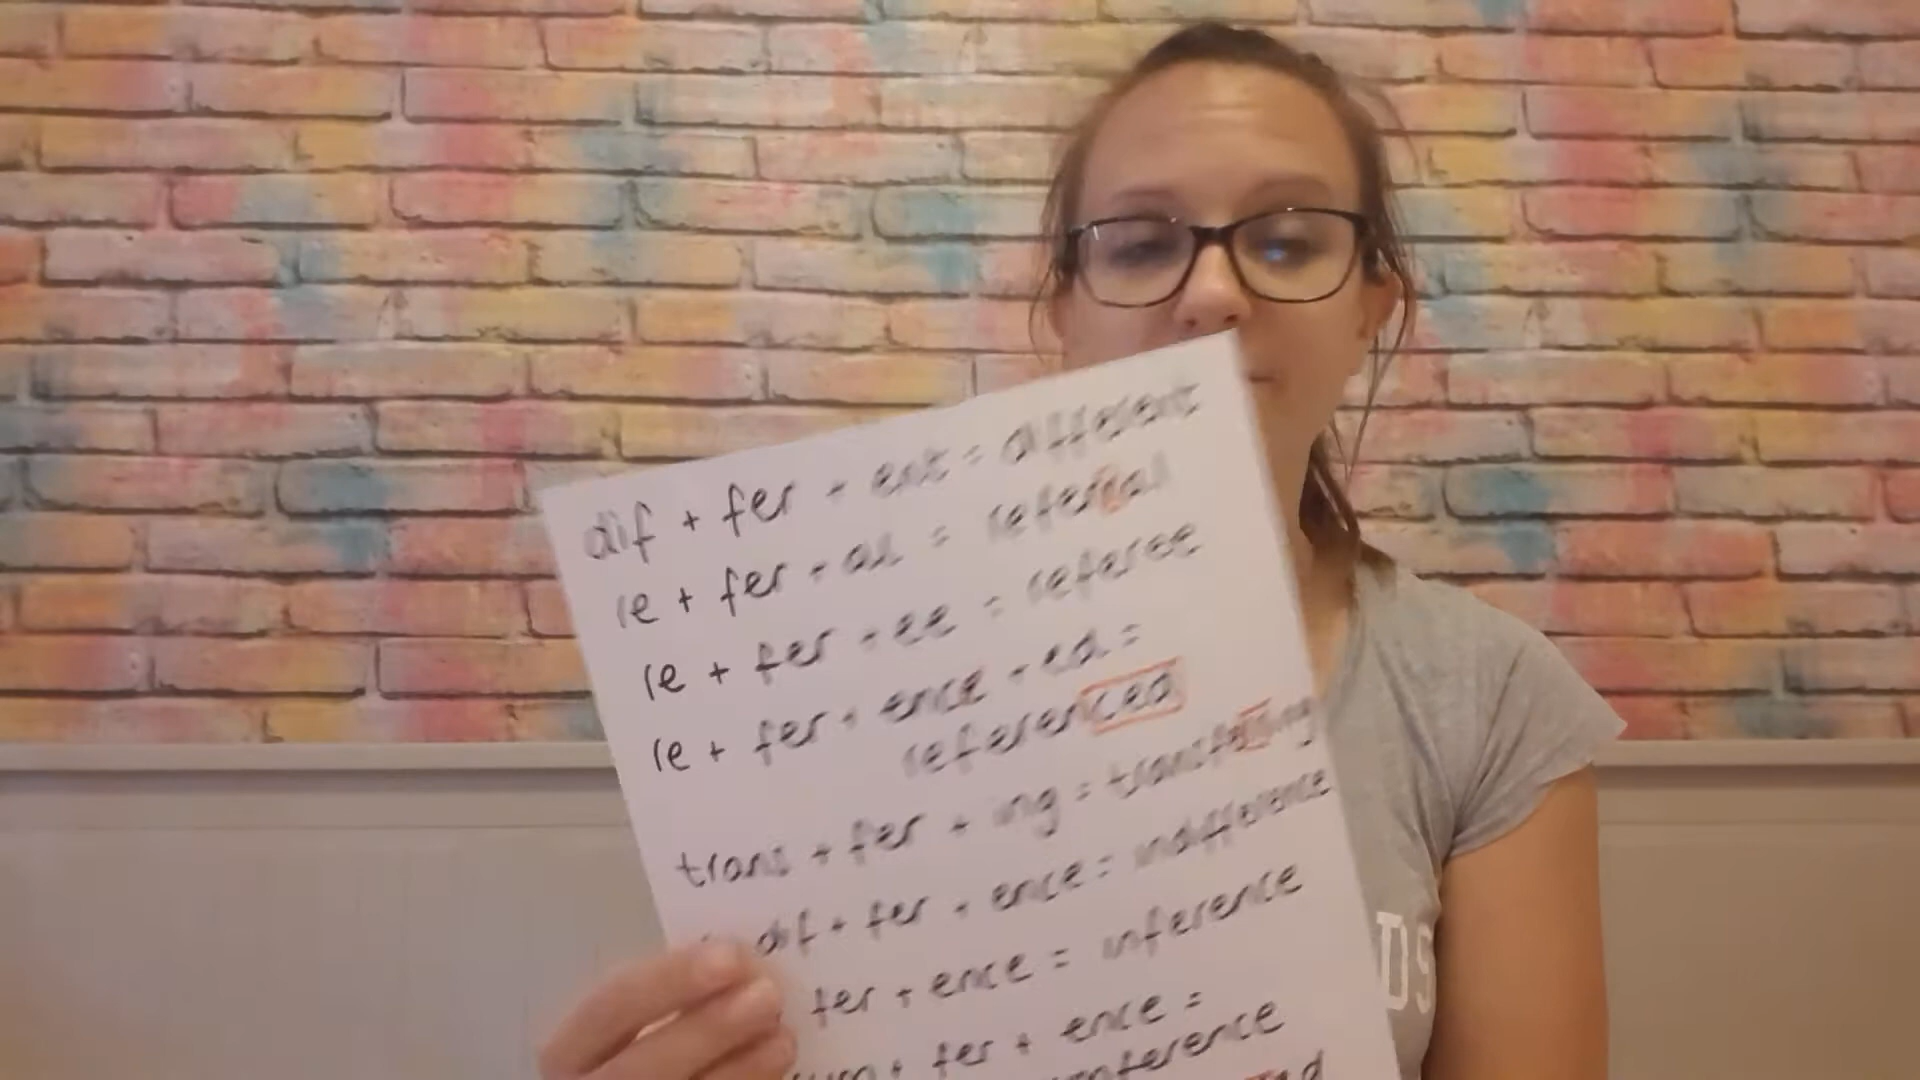 dif + fer + ent = different
re + fer + al = referral
re + fer + ee = referee
re + fer + ence + ed =
referenced
trans + fer + ing = transferring
dif + fer + ence = indifference
fer + ence = inference
fer + ence =
DS